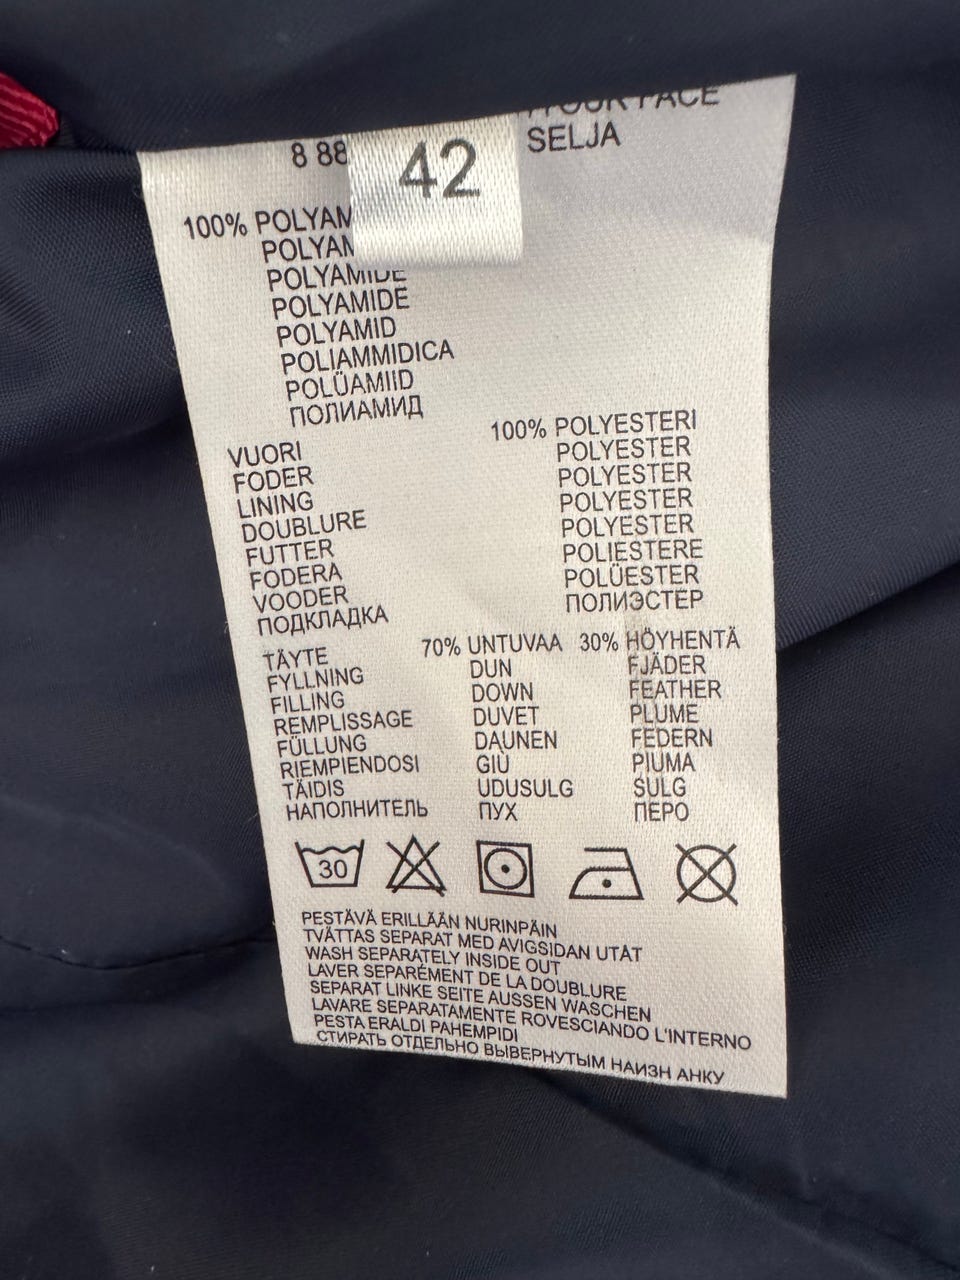 SELJA
8 88
42
100% POLYAM
POLYAM
POLYAMIDE
POLYAMIDE
POLYAMID
POLIAMMIDICA
POLÜAMIID
ПОЛИАМИД
VUORI 100% POLYESTERI
FODER POLYESTER
LINING POLYESTER
DOUBLURE POLYESTER
FUTTER POLYESTER
FODERA POLIESTERE
VOODER POLÜESTER
ПОДКЛАДКА ПОЛИЭСТЕР
TÄYTE 70% UNTUVAA 30% HÖYHENTÄ
FYLLNING DUN FJÄDER
FILLING DOWN FEATHER
REMPLISSAGE DUVET PLUME
FÜLLUNG DAUNEN FEDERN
RIEMPIENDOSI GIÙ PIUMA
TÄIDIS UDUSULG SULG
НАПОЛНИТЕЛЬ ПУХ ПЕРО
30
PESTÄVÄ ERILLÄÄN NURINPÄIN
TVÄTTAS SEPARAT MED AVIGSIDAN UTÅT
WASH SEPARATELY INSIDE OUT
LAVER SEPARÉMENT DE LA DOUBLURE
SEPARAT LINKE SEITE AUSSEN WASCHEN
LAVARE SEPARATAMENTE ROVESCIANDO L'INTERNO
PESTA ERALDI PAHEMPIDI
СТИРАТЬ ОТДЕЛЬНО ВЫВЕРНУТЫМ НАИЗН АНКУ